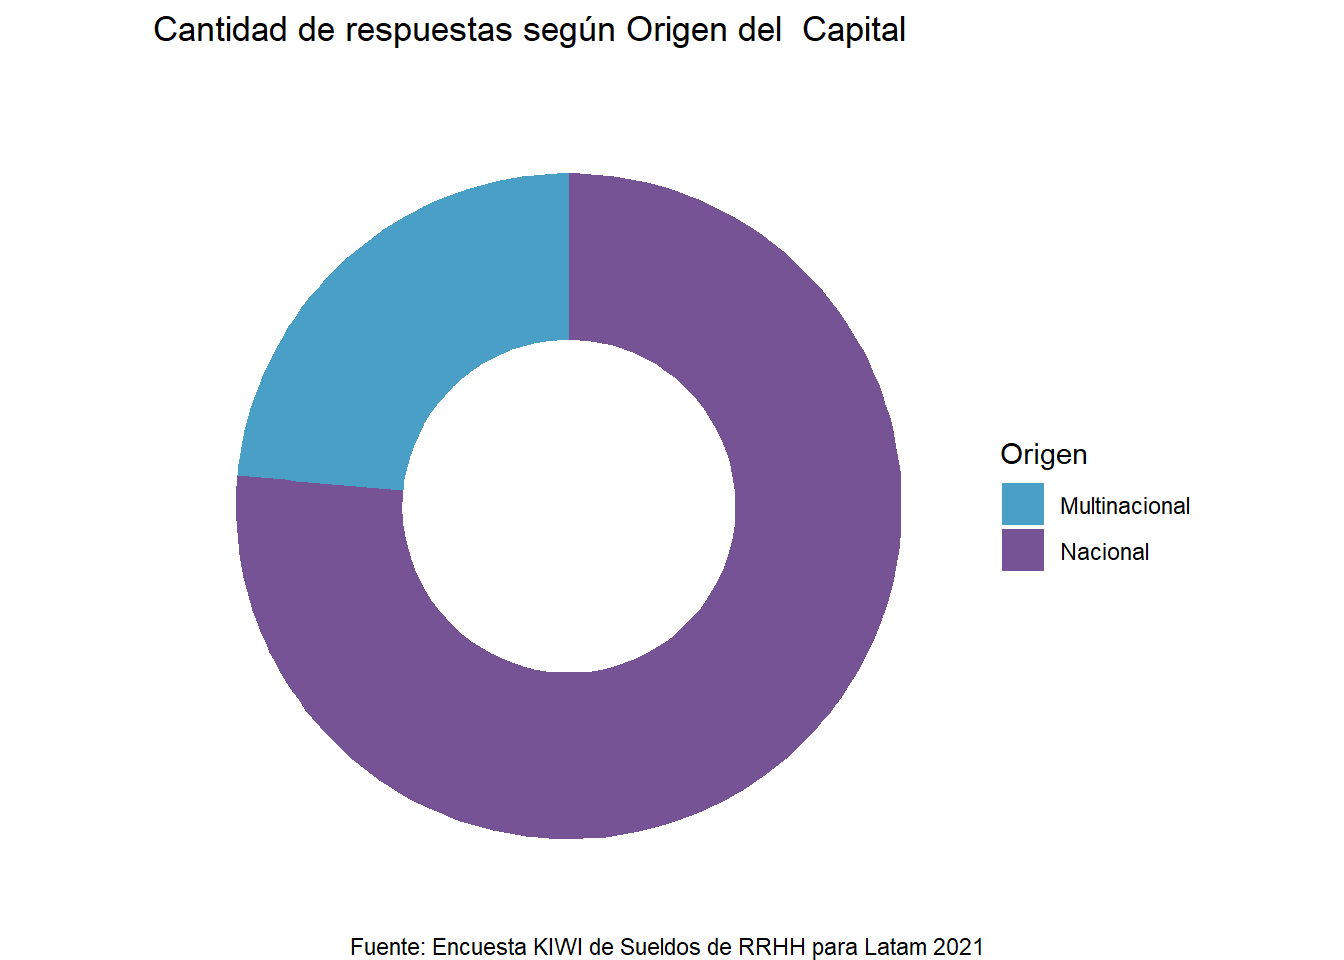 Cantidad de respuestas según Origen del  Capital
Origen
Multinacional
Nacional
Fuente: Encuesta KIWI de Sueldos de RRHH para Latam 2021